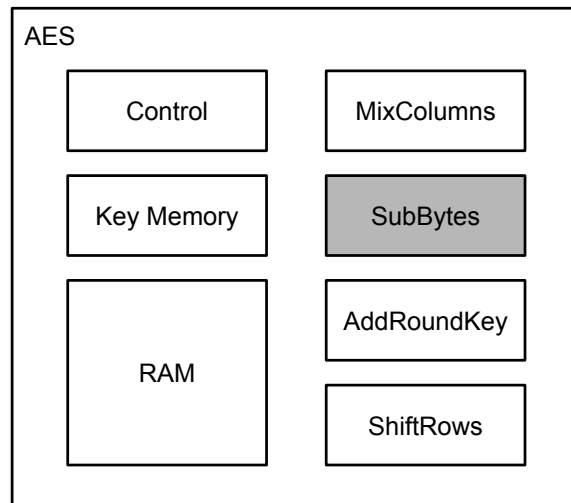 AES
Control
MixColumns
Key Memory
SubBytes
RAM
AddRoundKey
ShiftRows